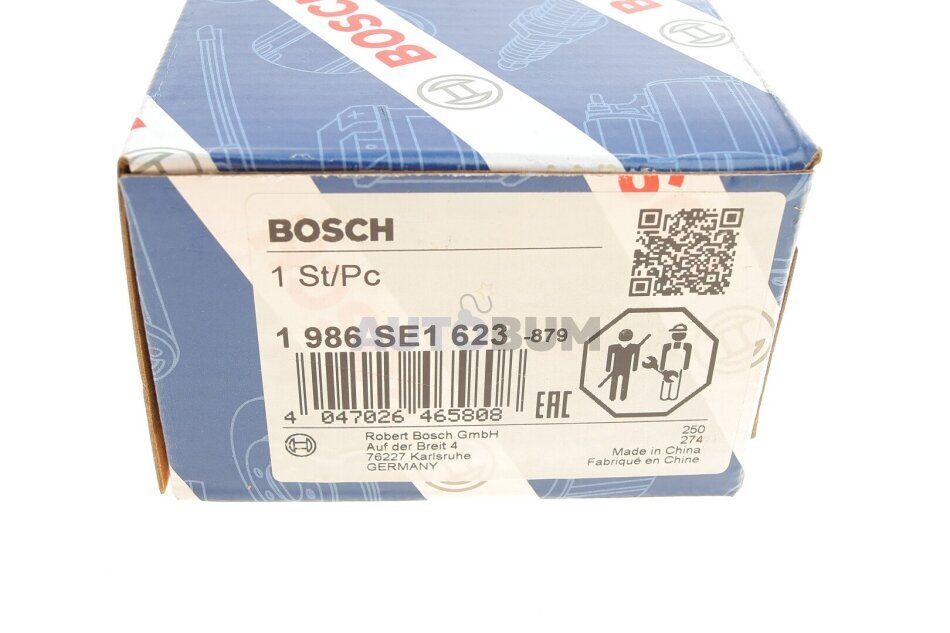 BOSCH
BOSCH
1 St/Pc
1 986 SE1 623 -879
AUTOBUM
4 047026 465808
EAC
Robert Bosch GmbH
Auf der Breit 4
76227 Karlsruhe
GERMANY
250
274
Made in China
Fabriqué en Chine